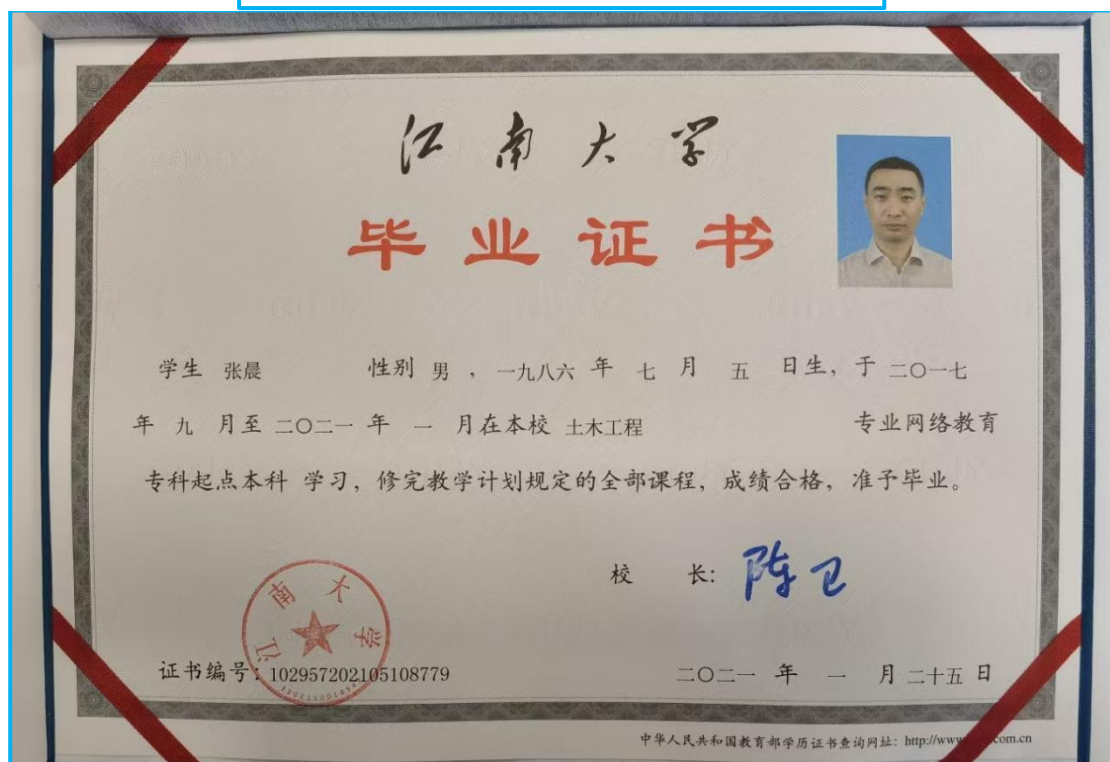 江南大学
毕业证书
学生 张晨 性别 男 ，一九八六 年 七 月 五 日生，于 二〇一七
年 九 月至 二〇二一 年 一 月在本校 土木工程 专业网络教育
专科起点本科 学习，修完教学计划规定的全部课程，成绩合格，准予毕业。
校 长: 陈卫
江南大学
证书编号: 102957202105108779
二〇二一 年 一 月 二十五 日
中华人民共和国教育部学历证书查询网址: http://www com.cn